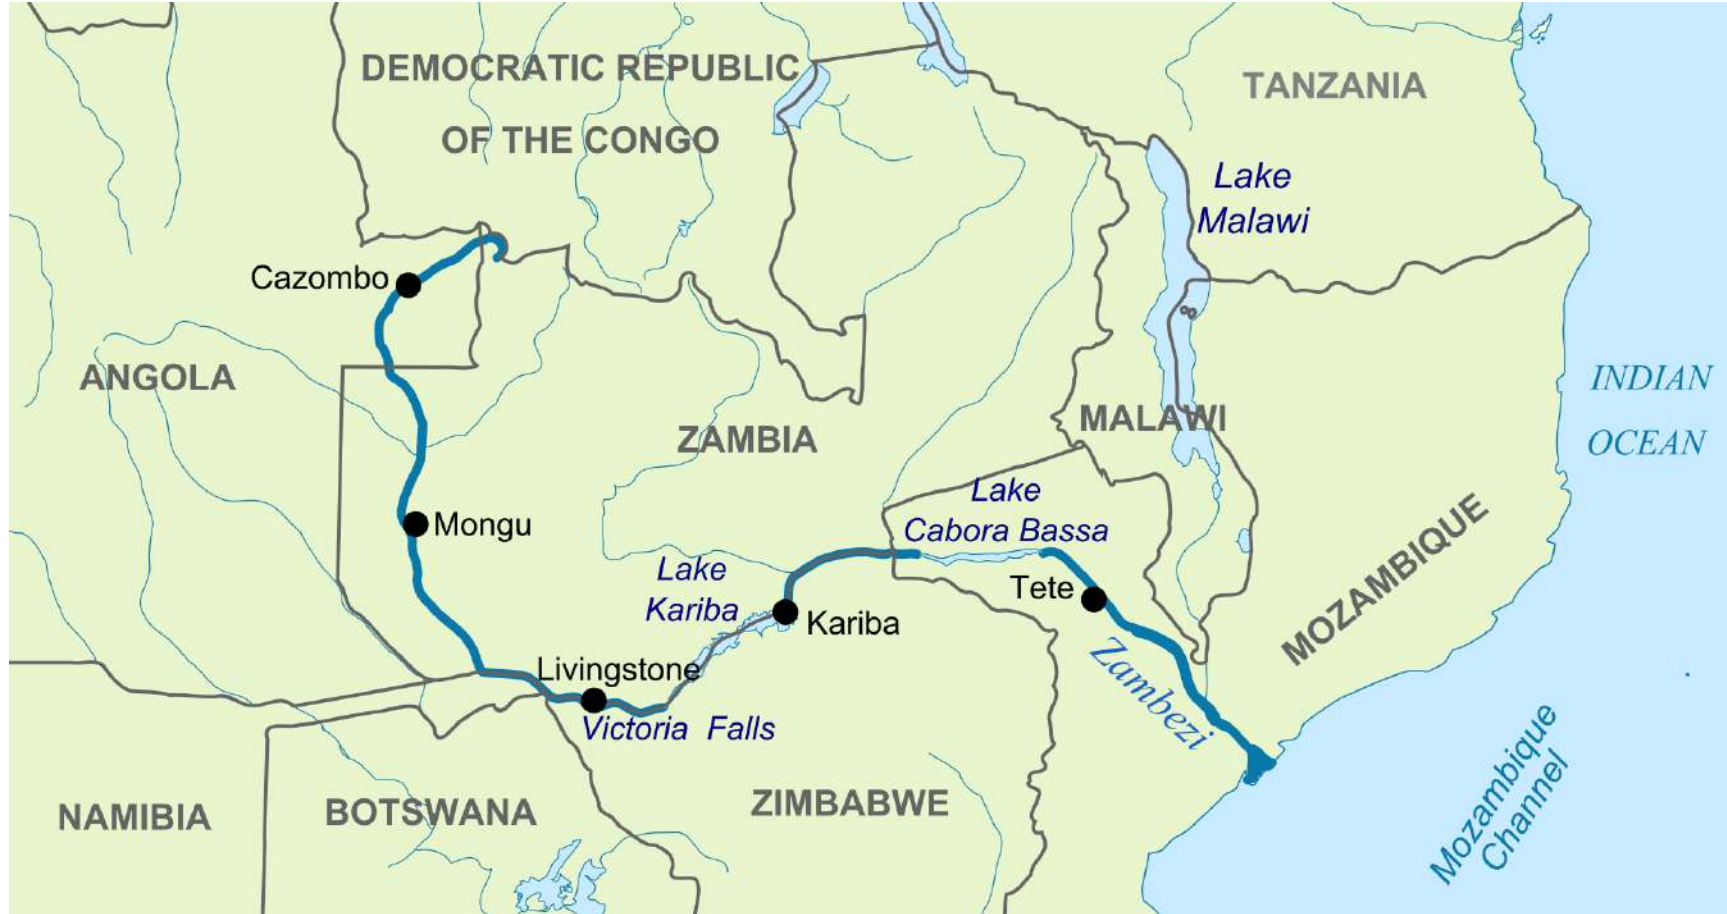 DEMOCRATIC REPUBLIC
OF THE CONGO
TANZANIA
Lake
Malawi
Cazombo
ANGOLA
INDIAN
OCEAN
ZAMBIA
MALAWI
Lake
Cabora Bassa
Mongu
MOZAMBIQUE
Lake
Kariba
Tete
Kariba
Zambezi
Livingstone
Victoria Falls
NAMIBIA
BOTSWANA
ZIMBABWE
Mozambique
Channel